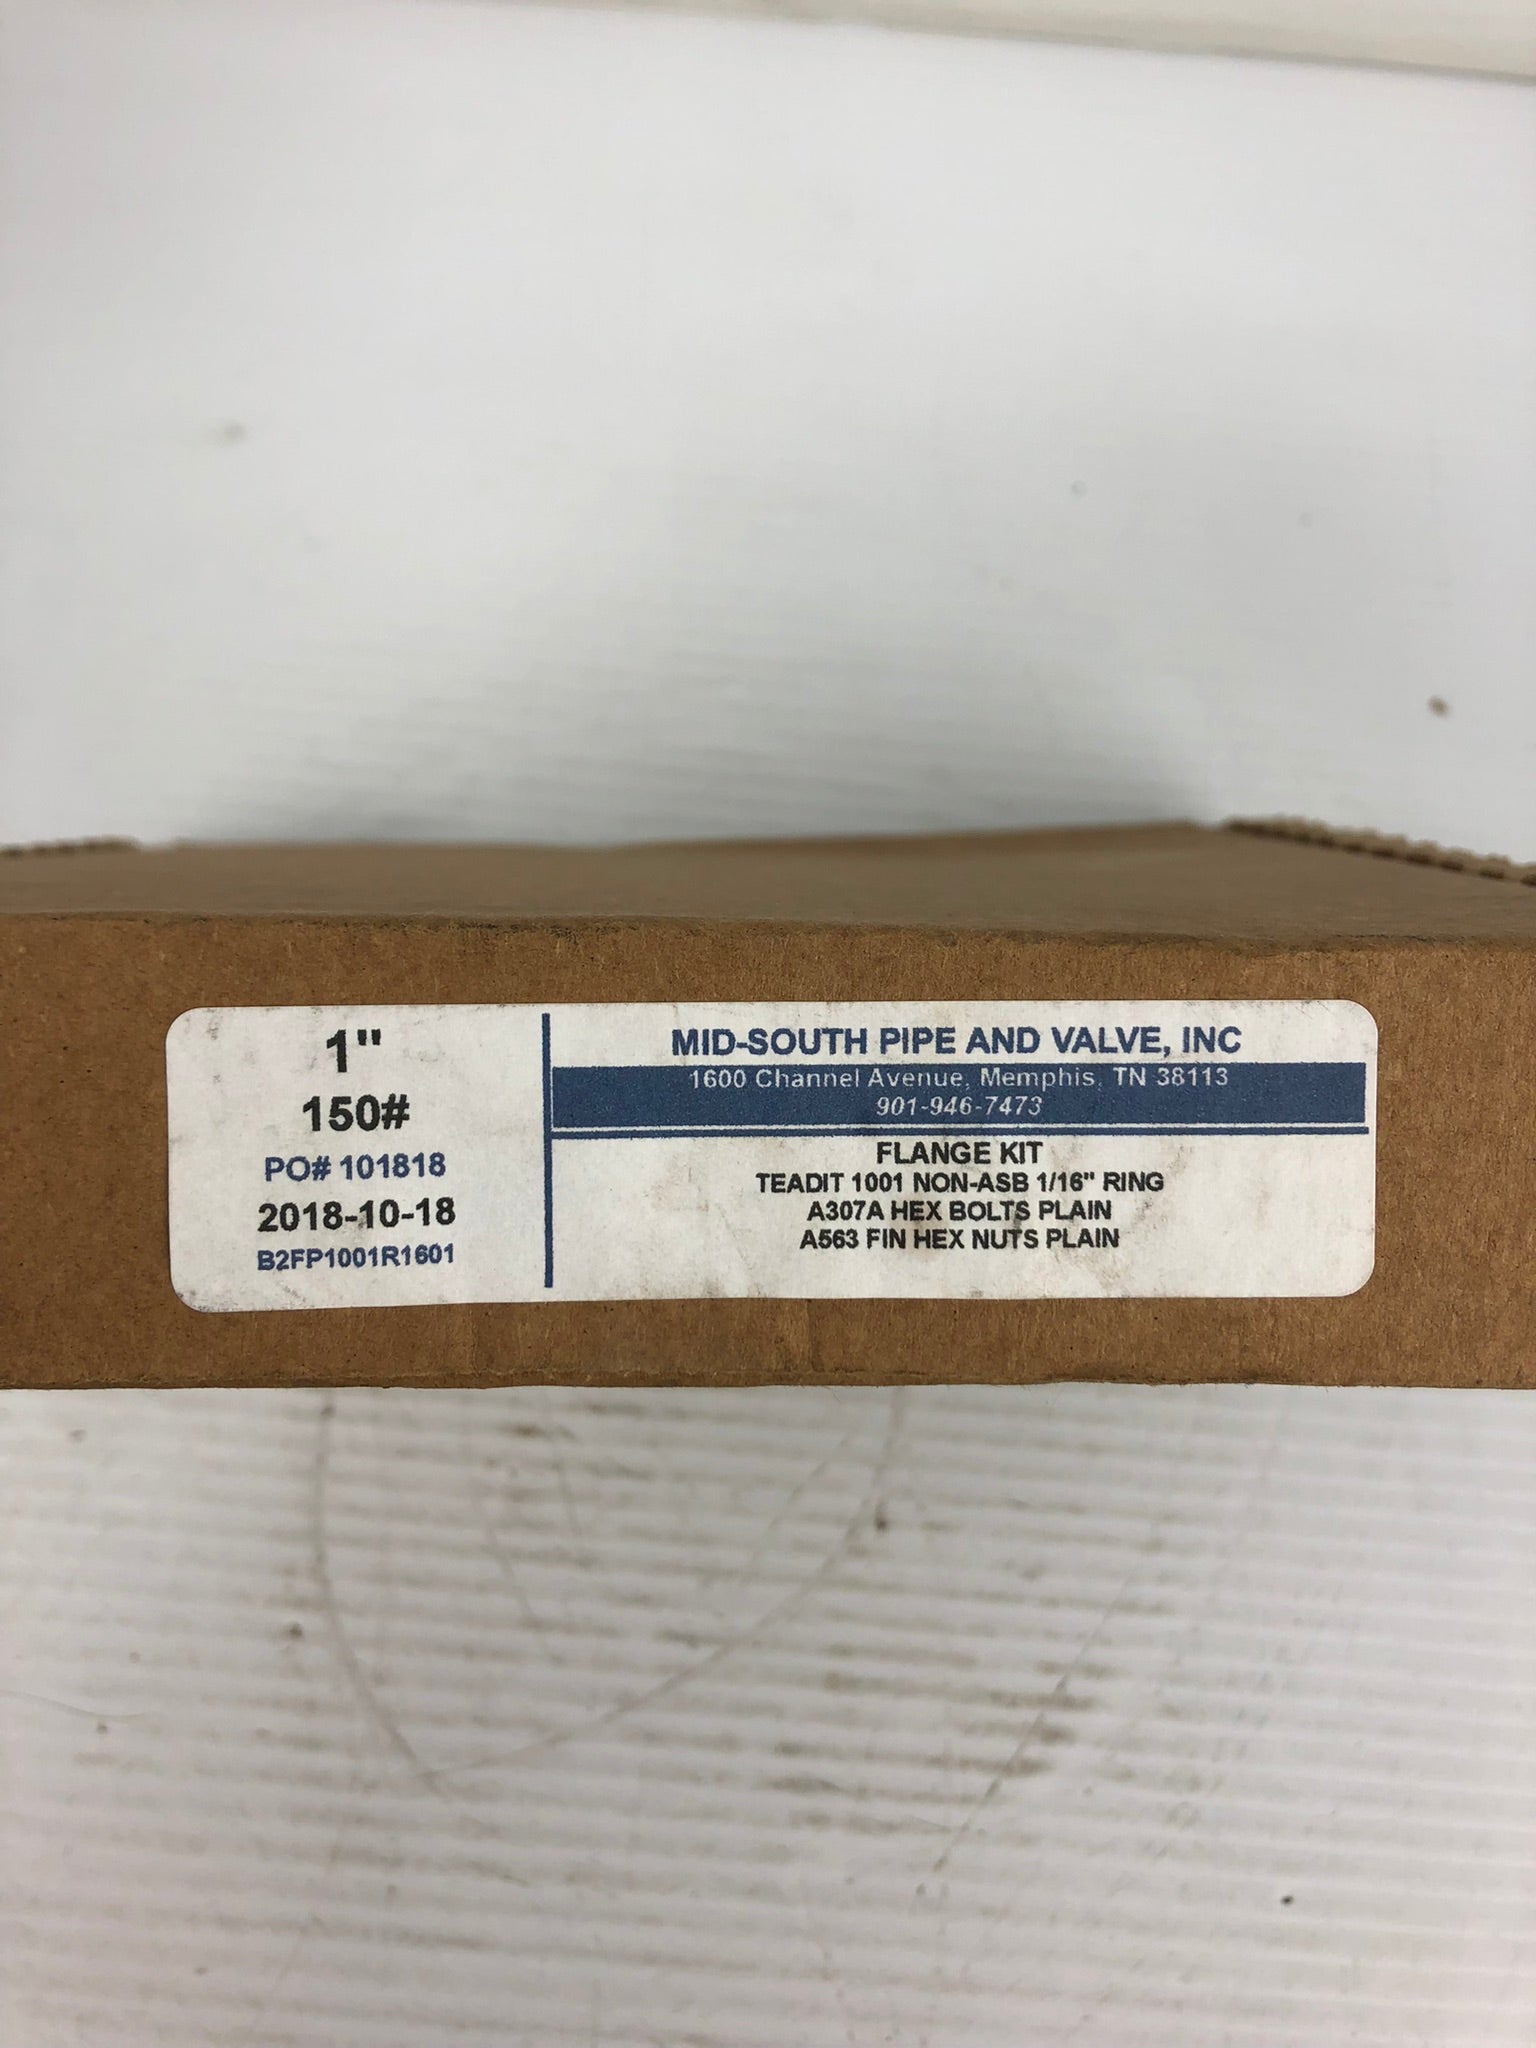 1"
150#
PO# 101818
2018-10-18
B2FP1001R1601
MID-SOUTH PIPE AND VALVE, INC
1600 Channel Avenue, Memphis, TN 38113
901-946-7473
FLANGE KIT
TEADIT 1001 NON-ASB 1/16" RING
A307A HEX BOLTS PLAIN
A563 FIN HEX NUTS PLAIN